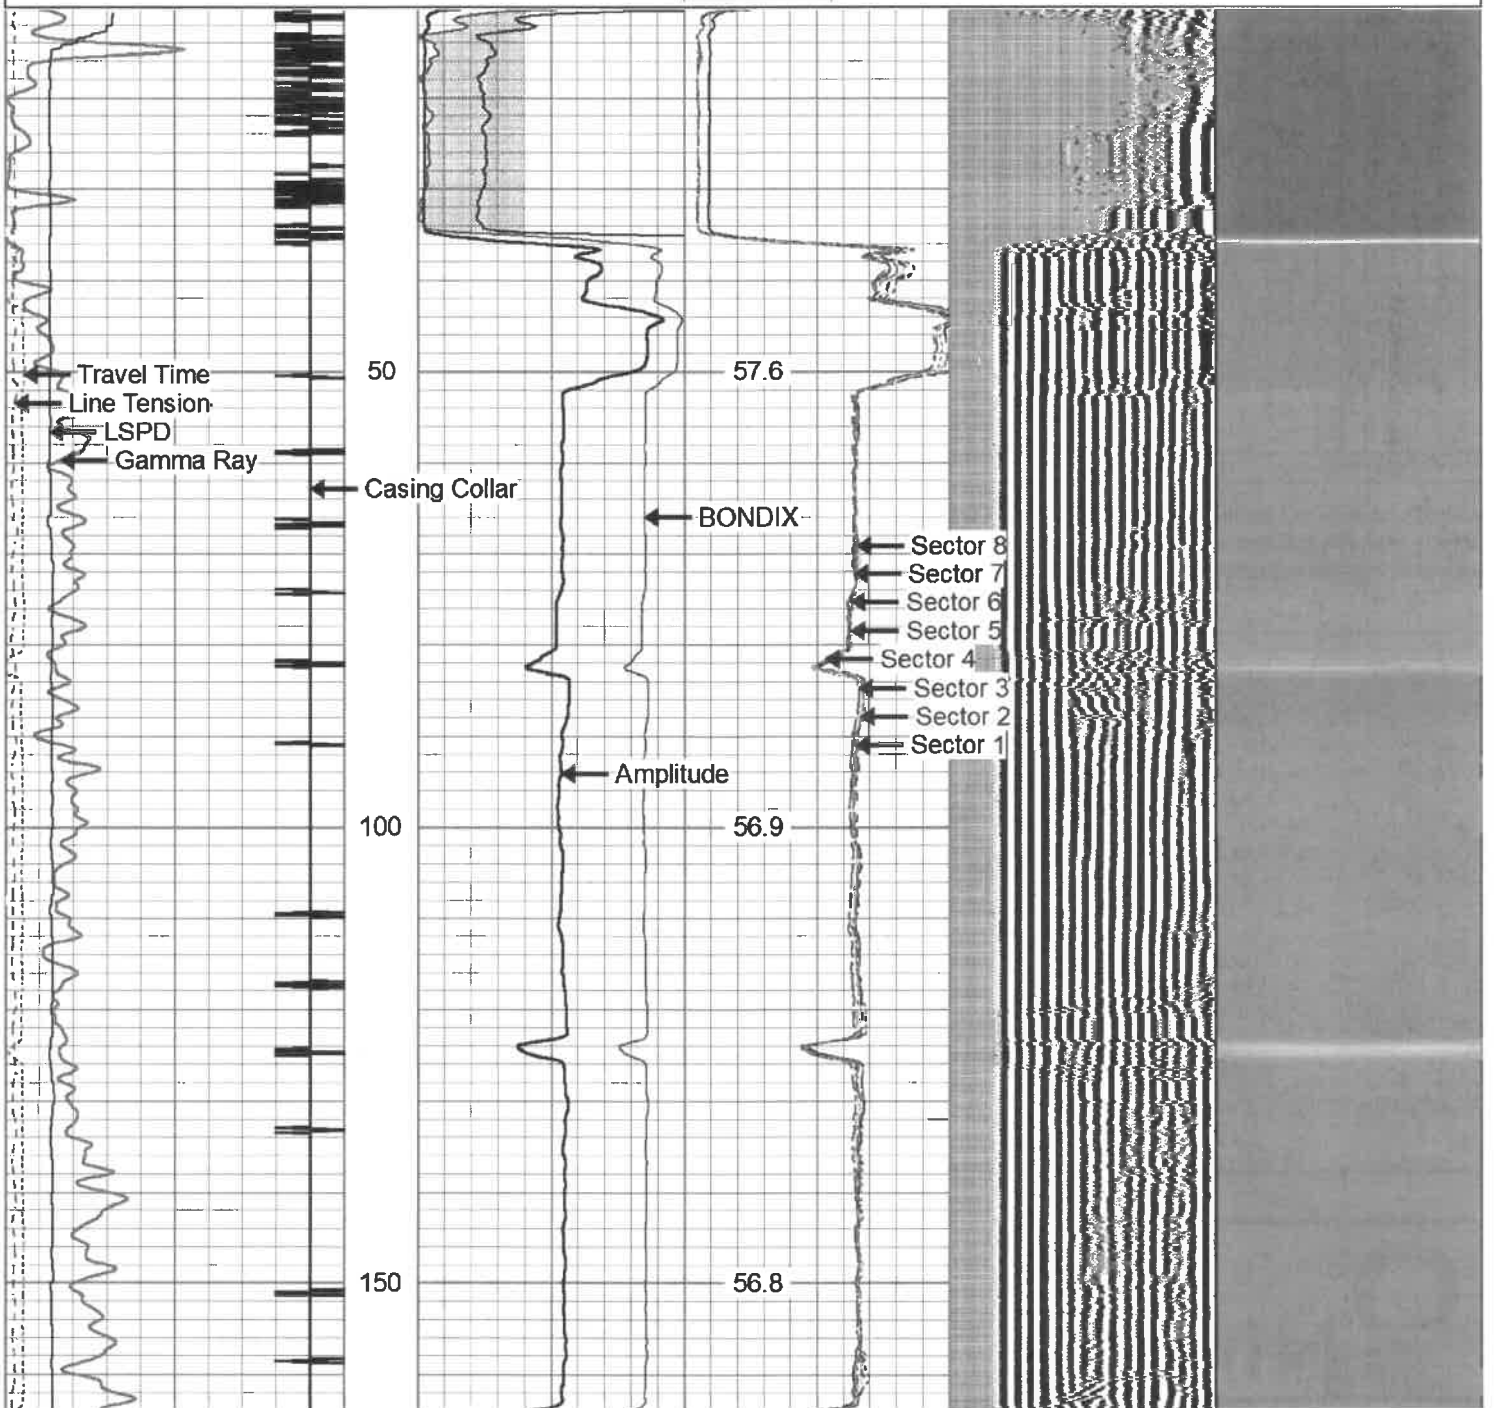 50
57.6
Travel Time
Line Tension
LSPD
Gamma Ray
Casing Collar
BONDIX
Sector 8
Sector 7
Sector 6
Sector 5
Sector 4
Sector 3
Sector 2
Sector 1
Amplitude
100
56.9
150
56.8